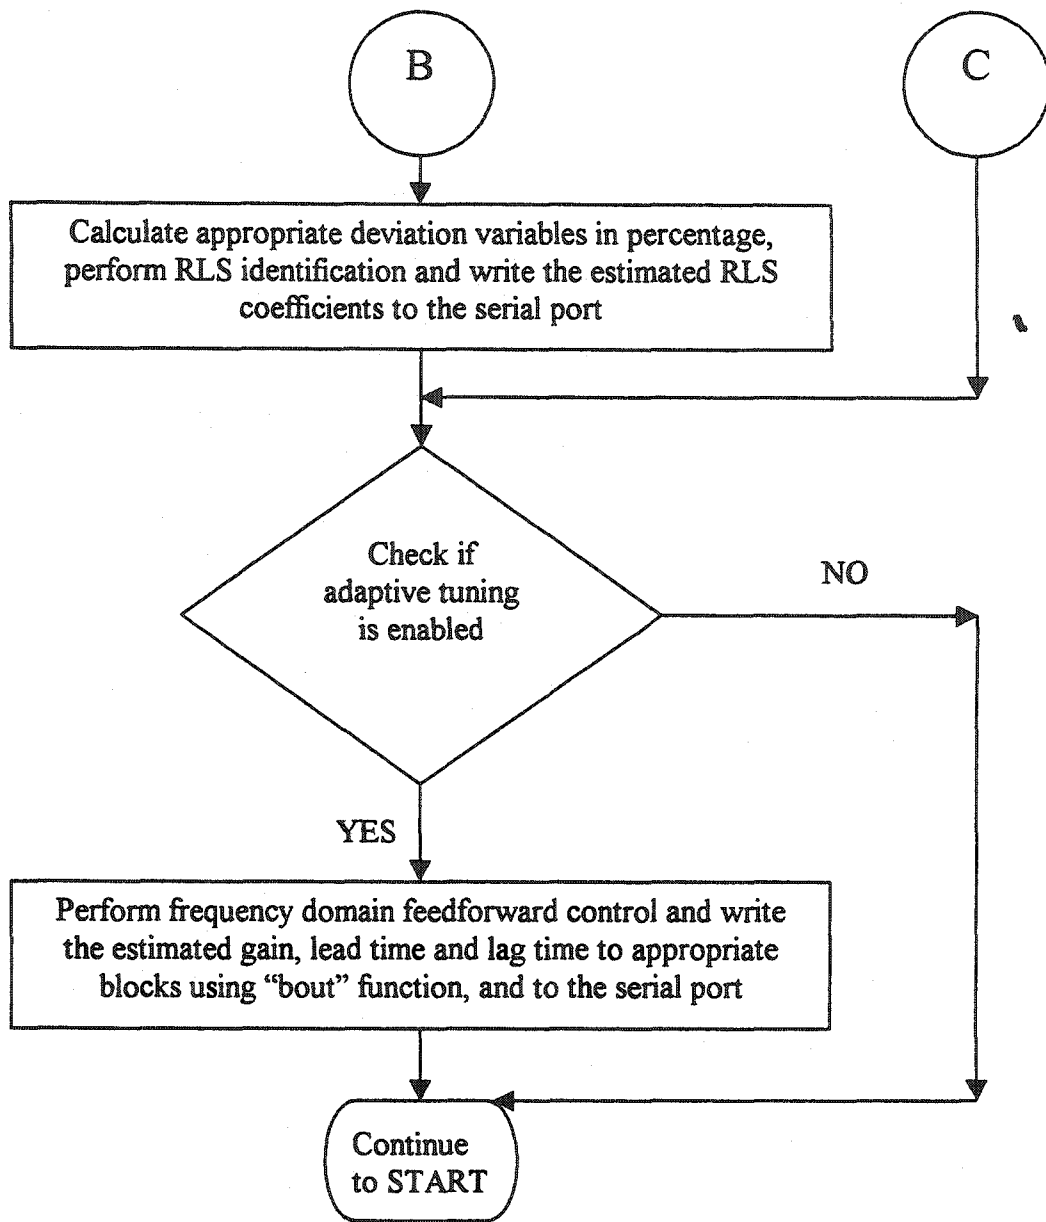 B
C
Calculate appropriate deviation variables in percentage,
perform RLS identification and write the estimated RLS
coefficients to the serial port
Check if
adaptive tuning
is enabled
NO
YES
Perform frequency domain feedforward control and write
the estimated gain, lead time and lag time to appropriate
blocks using “bout” function, and to the serial port
Continue
to START